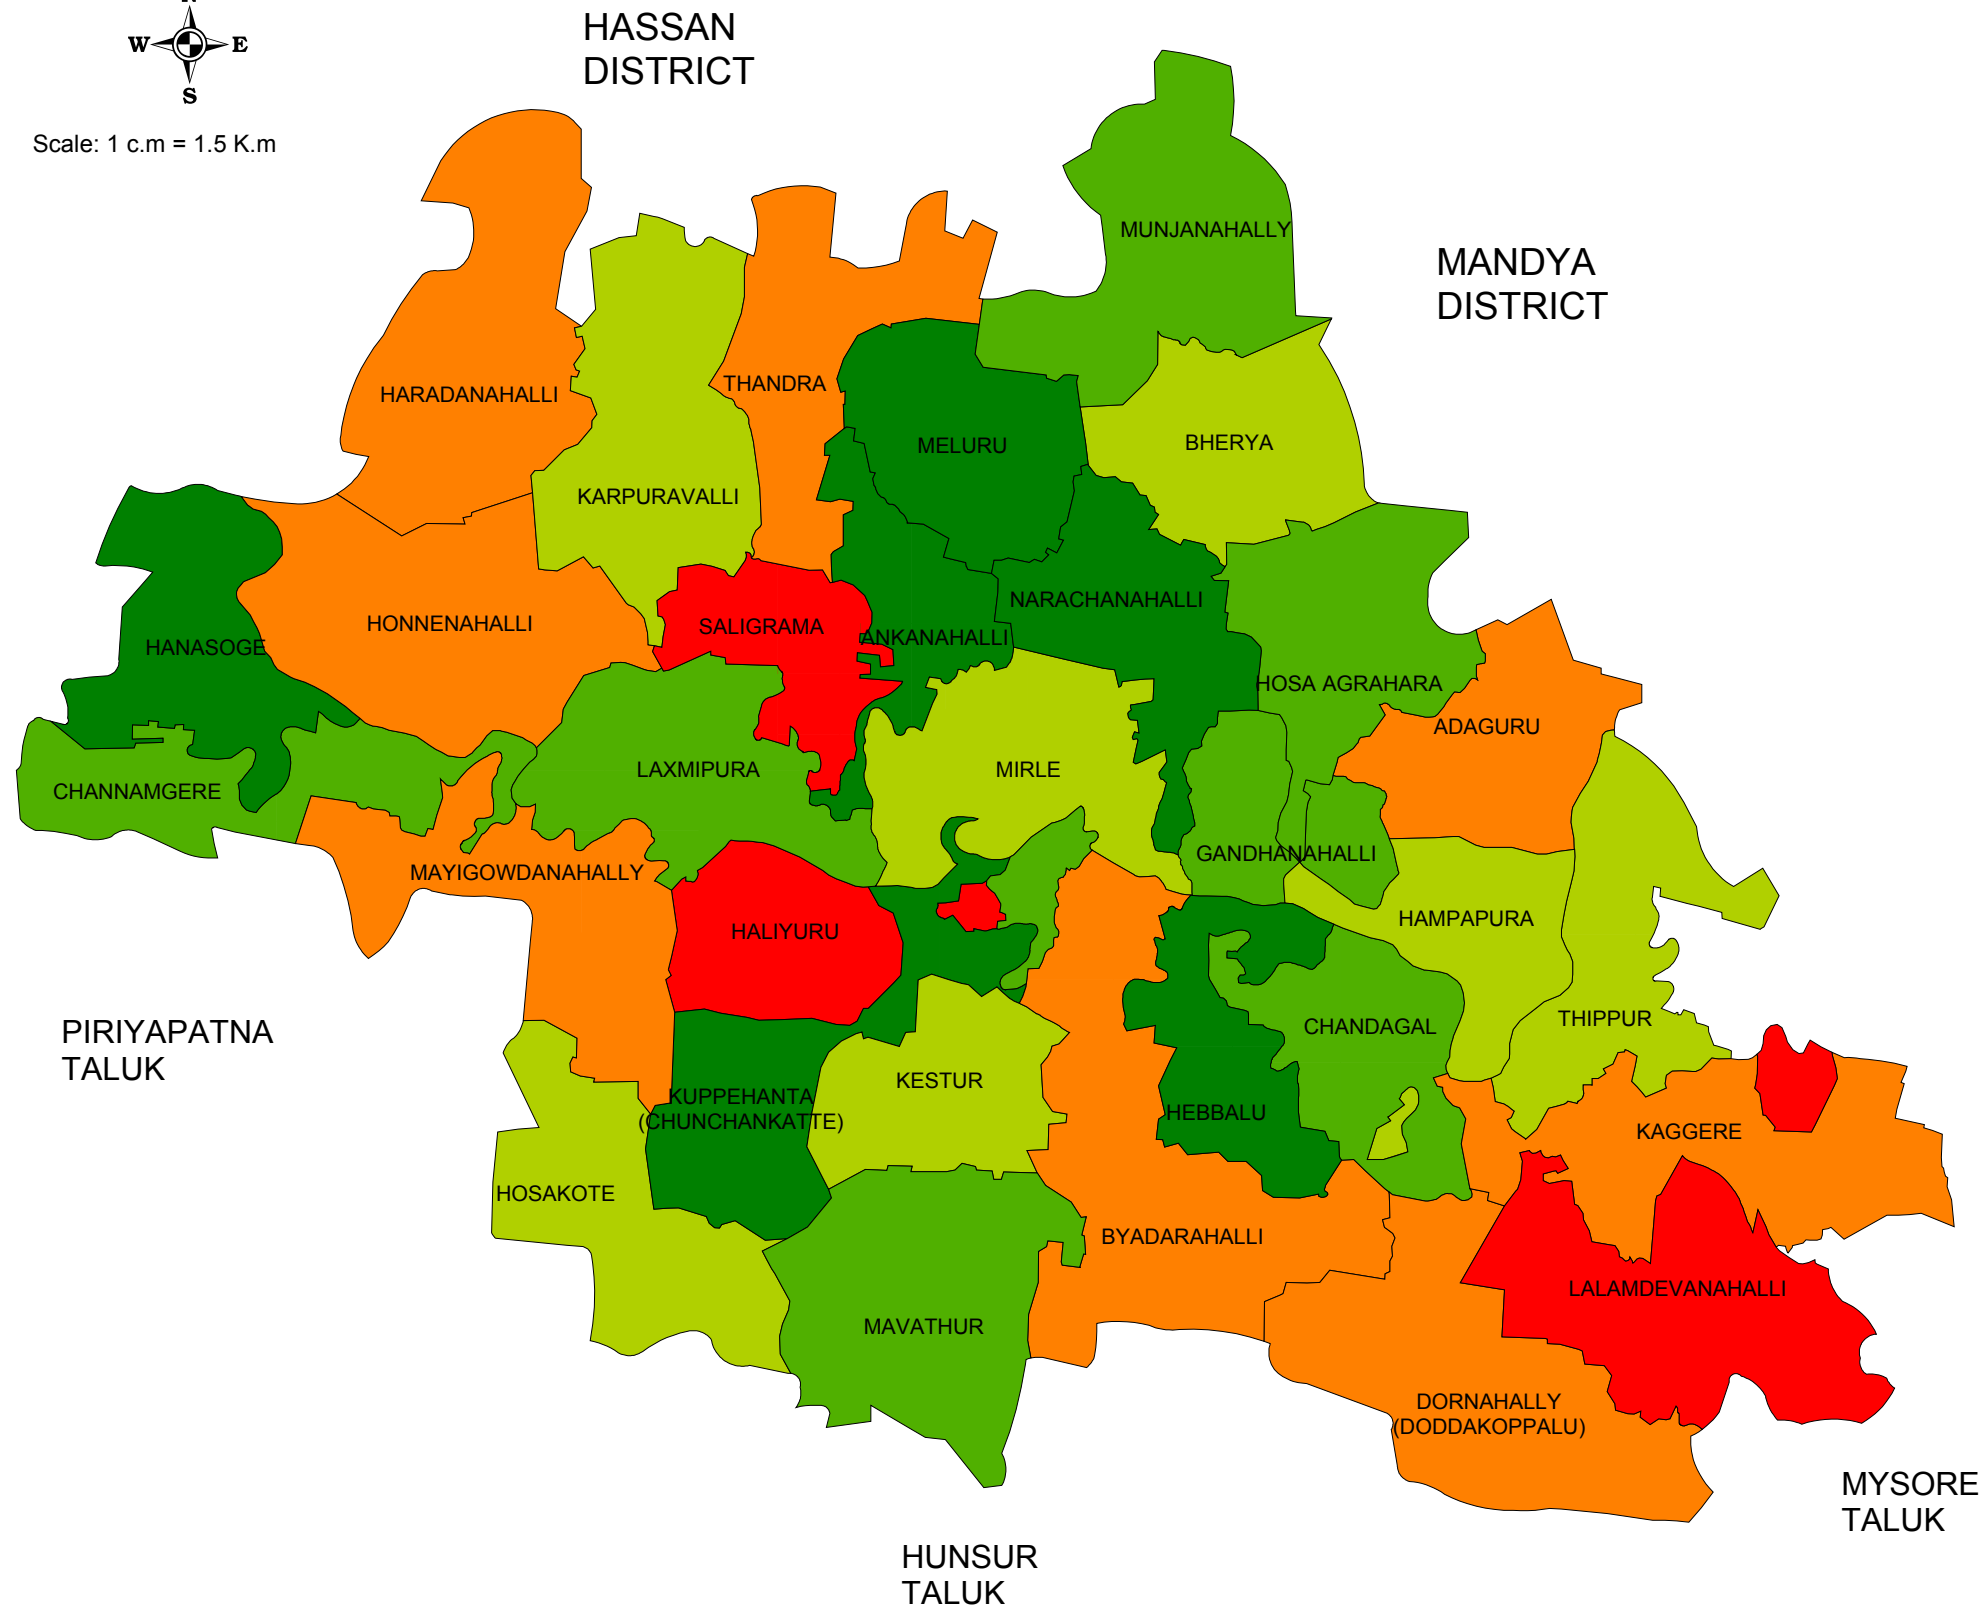 HASSAN
DISTRICT
W E
S
Scale: 1 c.m = 1.5 K.m
MUNJANAHALLY
MANDYA
DISTRICT
THANDRA
HARADANAHALLI
BHERYA
MELURU
KARPURAVALLI
NARACHANAHALLI
HONNENAHALLI
SALIGRAMA
ANKANAHALLI
HANASOGE
HOSA AGRAHARA
ADAGURU
LAXMIPURA
MIRLE
CHANNAMGERE
GANDHANAHALLI
MAYIGOWDANAHALLY
HAMPAPURA
HALIYURU
THIPPUR
CHANDAGAL
PIRIYAPATNA
TALUK
KESTUR
KUPPEHANTA
(CHUNCHANKATTE)
HEBBALU
KAGGERE
HOSAKOTE
BYADARAHALLI
LALAMDEVANAHALLI
MAVATHUR
DORNAHALLY
(DODDAKOPPALU)
MYSORE
TALUK
HUNSUR
TALUK